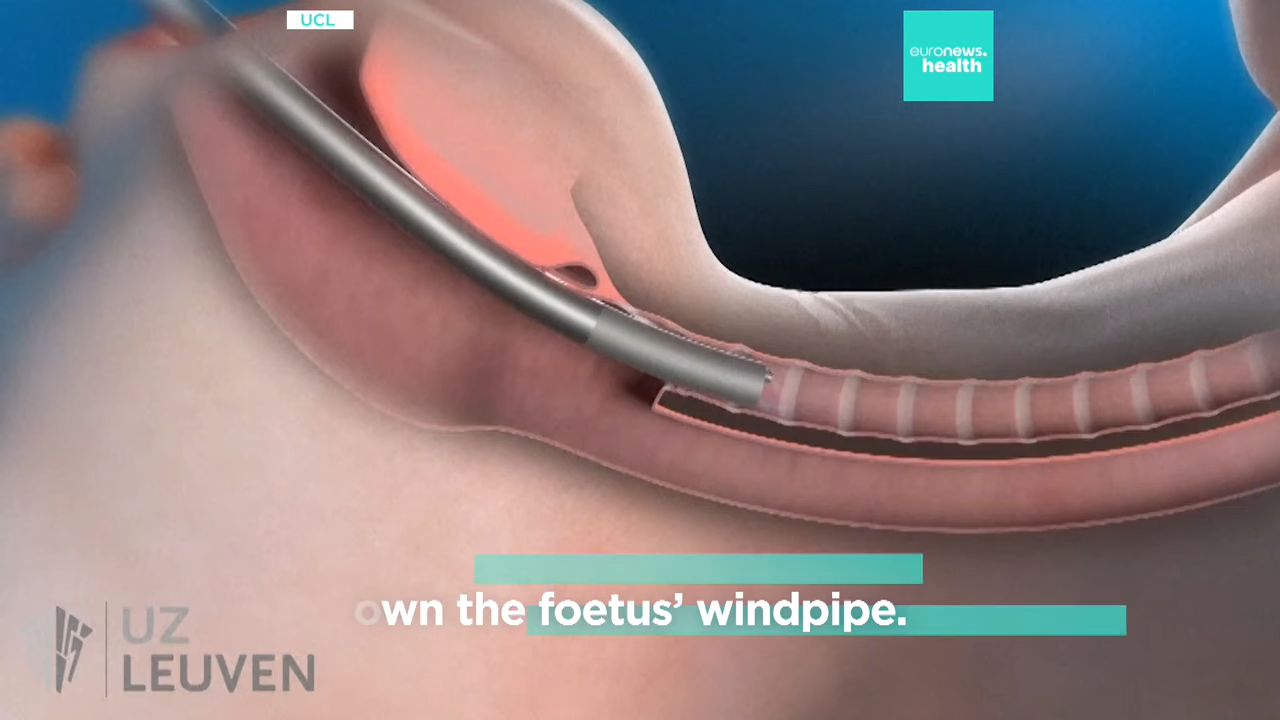 UCL
euronews.
health
own the foetus’ windpipe.
UZ
LEUVEN